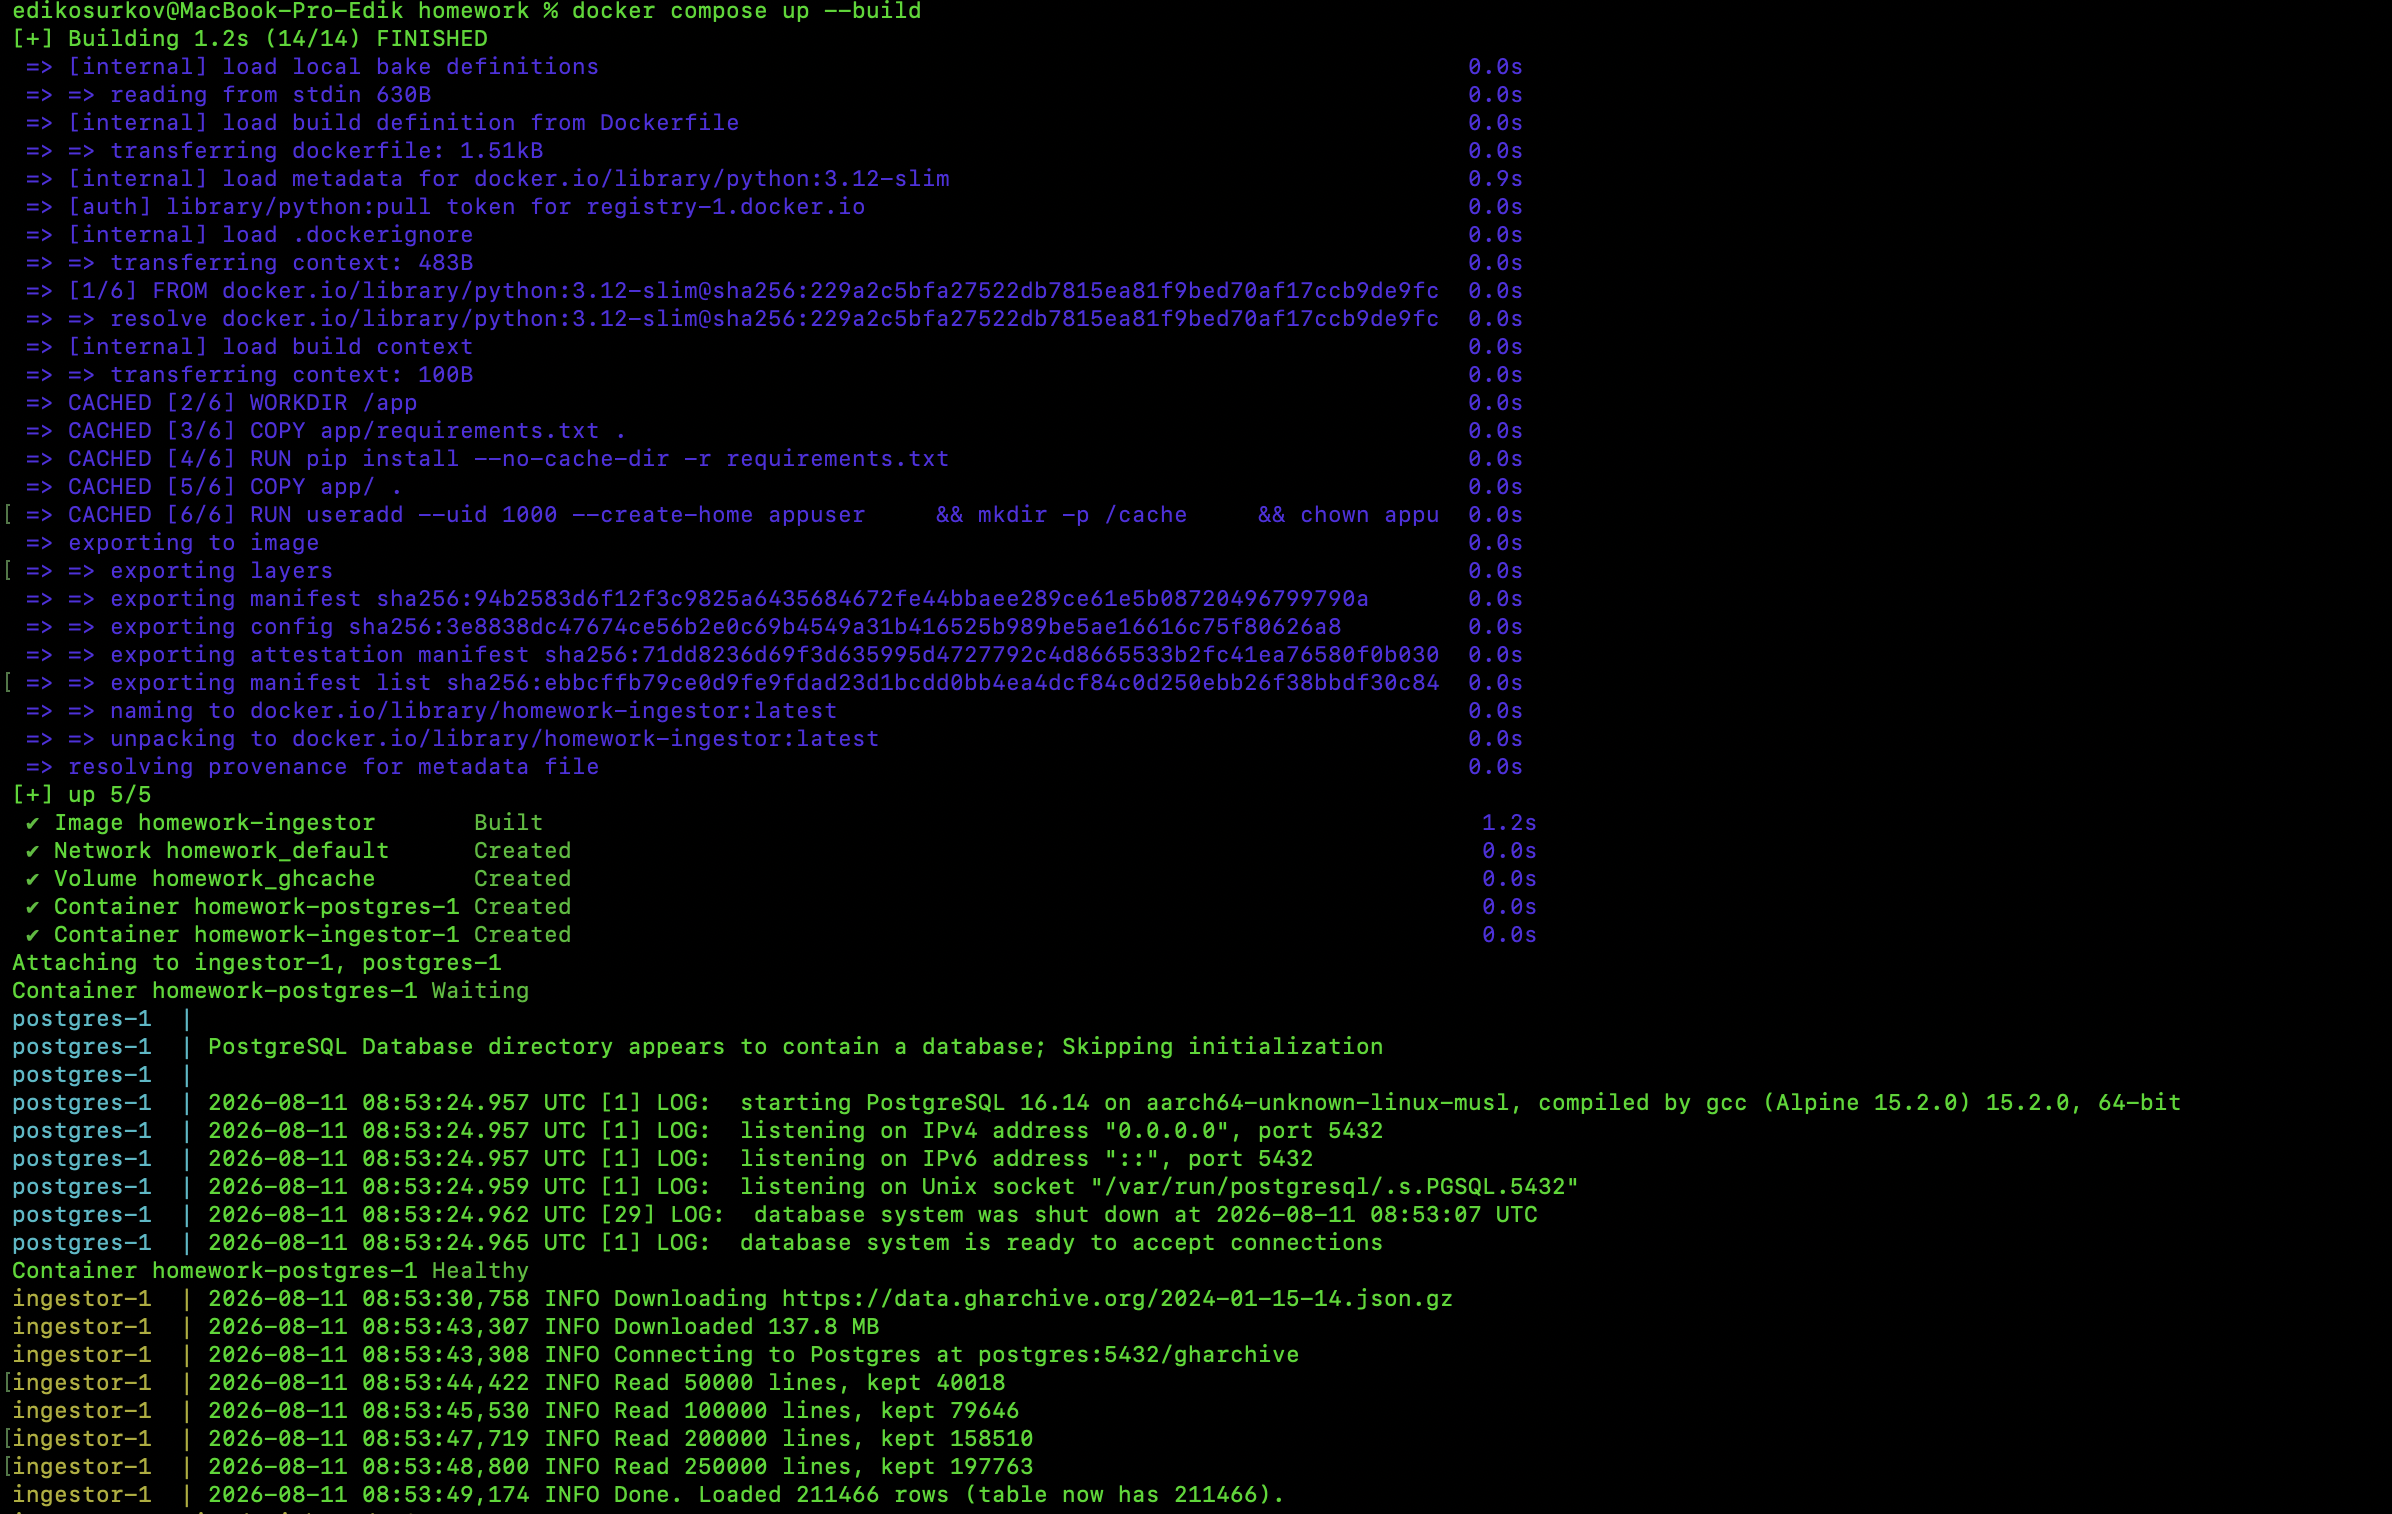 edikosurkov@MacBook-Pro-Edik homework % docker compose up --build
[+] Building 1.2s (14/14) FINISHED
=> [internal] load local bake definitions 0.0s
=> => reading from stdin 630B 0.0s
=> [internal] load build definition from Dockerfile 0.0s
=> => transferring dockerfile: 1.51kB 0.0s
=> [internal] load metadata for docker.io/library/python:3.12-slim 0.9s
=> [auth] library/python:pull token for registry-1.docker.io 0.0s
=> [internal] load .dockerignore 0.0s
=> => transferring context: 483B 0.0s
=> [1/6] FROM docker.io/library/python:3.12-slim@sha256:229a2c5bfa27522db7815ea81f9bed70af17ccb9de9fc 0.0s
=> => resolve docker.io/library/python:3.12-slim@sha256:229a2c5bfa27522db7815ea81f9bed70af17ccb9de9fc 0.0s
=> [internal] load build context 0.0s
=> => transferring context: 100B 0.0s
=> CACHED [2/6] WORKDIR /app 0.0s
=> CACHED [3/6] COPY app/requirements.txt . 0.0s
=> CACHED [4/6] RUN pip install --no-cache-dir -r requirements.txt 0.0s
=> CACHED [5/6] COPY app/ . 0.0s
[ => CACHED [6/6] RUN useradd --uid 1000 --create-home appuser     && mkdir -p /cache     && chown appu 0.0s
=> exporting to image 0.0s
[ => => exporting layers 0.0s
=> => exporting manifest sha256:94b2583d6f12f3c9825a6435684672fe44bbaee289ce61e5b08720496799790a 0.0s
=> => exporting config sha256:3e8838dc47674ce56b2e0c69b4549a31b416525b989be5ae16616c75f80626a8 0.0s
=> => exporting attestation manifest sha256:71dd8236d69f3d635995d4727792c4d8665533b2fc41ea76580f0b030 0.0s
[ => => exporting manifest list sha256:ebbcffb79ce0d9fe9fdad23d1bcdd0bb4ea4dcf84c0d250ebb26f38bbdf30c84 0.0s
=> => naming to docker.io/library/homework-ingestor:latest 0.0s
=> => unpacking to docker.io/library/homework-ingestor:latest 0.0s
=> resolving provenance for metadata file 0.0s
[+] up 5/5
✔ Image homework-ingestor Built 1.2s
✔ Network homework_default Created 0.0s
✔ Volume homework_ghcache Created 0.0s
✔ Container homework-postgres-1 Created 0.0s
✔ Container homework-ingestor-1 Created 0.0s
Attaching to ingestor-1, postgres-1
Container homework-postgres-1 Waiting
postgres-1  |
postgres-1  | PostgreSQL Database directory appears to contain a database; Skipping initialization
postgres-1  |
postgres-1  | 2026-08-11 08:53:24.957 UTC [1] LOG:  starting PostgreSQL 16.14 on aarch64-unknown-linux-musl, compiled by gcc (Alpine 15.2.0) 15.2.0, 64-bit
postgres-1  | 2026-08-11 08:53:24.957 UTC [1] LOG:  listening on IPv4 address "0.0.0.0", port 5432
postgres-1  | 2026-08-11 08:53:24.957 UTC [1] LOG:  listening on IPv6 address "::", port 5432
postgres-1  | 2026-08-11 08:53:24.959 UTC [1] LOG:  listening on Unix socket "/var/run/postgresql/.s.PGSQL.5432"
postgres-1  | 2026-08-11 08:53:24.962 UTC [29] LOG:  database system was shut down at 2026-08-11 08:53:07 UTC
postgres-1  | 2026-08-11 08:53:24.965 UTC [1] LOG:  database system is ready to accept connections
Container homework-postgres-1 Healthy
ingestor-1  | 2026-08-11 08:53:30,758 INFO Downloading https://data.gharchive.org/2024-01-15-14.json.gz
ingestor-1  | 2026-08-11 08:53:43,307 INFO Downloaded 137.8 MB
ingestor-1  | 2026-08-11 08:53:43,308 INFO Connecting to Postgres at postgres:5432/gharchive
[ingestor-1  | 2026-08-11 08:53:44,422 INFO Read 50000 lines, kept 40018
ingestor-1  | 2026-08-11 08:53:45,530 INFO Read 100000 lines, kept 79646
[ingestor-1  | 2026-08-11 08:53:47,719 INFO Read 200000 lines, kept 158510
[ingestor-1  | 2026-08-11 08:53:48,800 INFO Read 250000 lines, kept 197763
ingestor-1  | 2026-08-11 08:53:49,174 INFO Done. Loaded 211466 rows (table now has 211466).